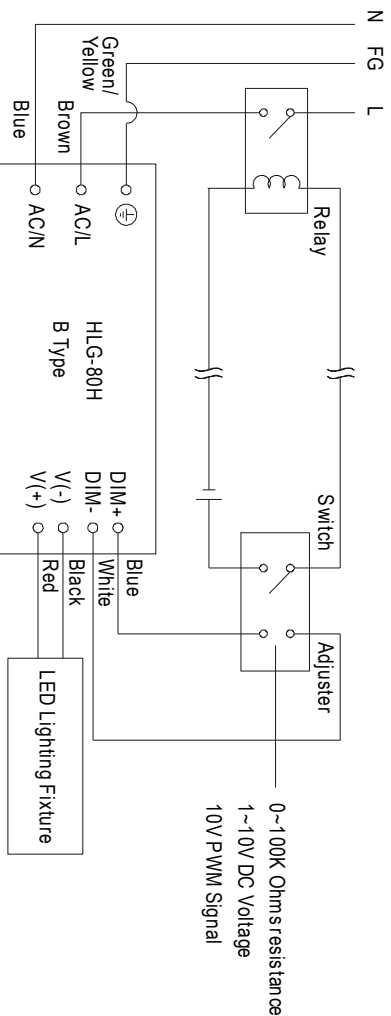 N
FG
L
Green/
Yellow
Brown
Blue
Relay
AC/L
AC/N
HLG-80H
B Type
Switch
Adjuster
DIM+
DIM-
V(-)
V(+)
Blue
White
Black
Red
LED Lighting Fixture
0~100K Ohms resistance
1~10V DC Voltage
10V PWM Signal